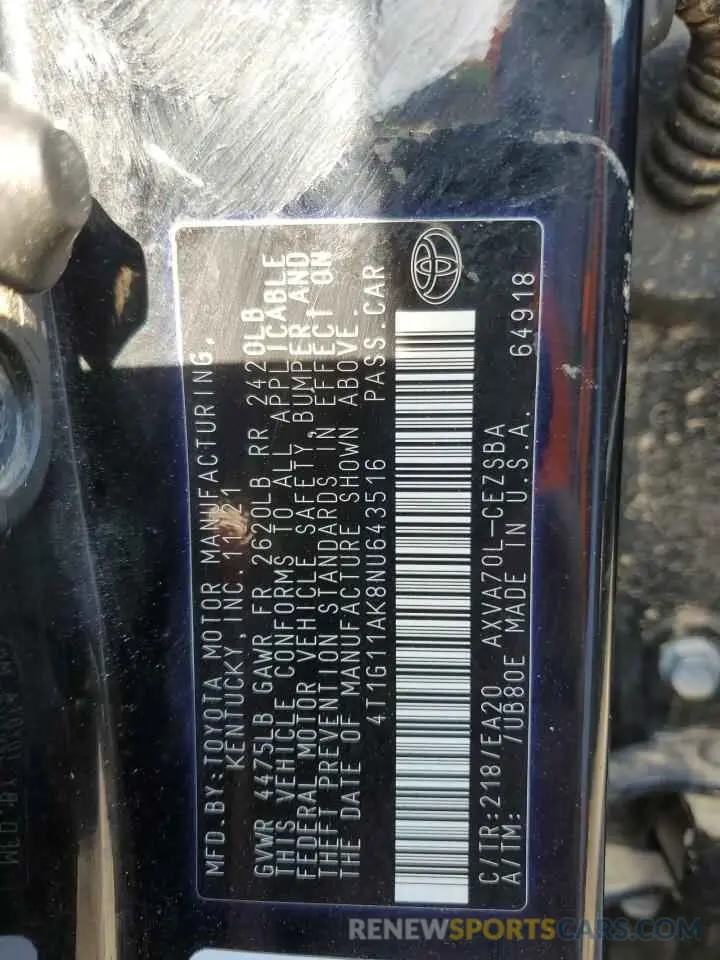 MFD.BY:TOYOTA MOTOR MANUFACTURING,
KENTUCKY,INC.11/21
GVWR 4475LB GAWR FR 2620LB RR 2420LB
THIS VEHICLE CONFORMS TO ALL APPLICABLE
FEDERAL MOTOR VEHICLE SAFETY, BUMPER AND
THEFT PREVENTION STANDARDS IN EFFECT ON
THE DATE OF MANUFACTURE SHOWN ABOVE.
4T1G11AK8NU643516 PASS.CAR
C/TR:218/EA20 AXVA70L-CEZSBA
A/TM: /UB80E MADE IN U.S.A. 64918
RENEWSPORTSCARS.COM